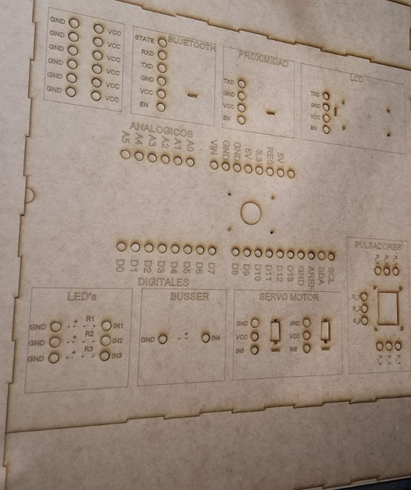 GND VCC
GND VCC
GND VCC
GND VCC
GND VCC
GND VCC
BLUETOOTH
STATE
RXD
TXD
GND
VCC
EN
PROXIMIDAD
TXD
GND
VCC
EN
LCD
TXD
GND
VCC
EN
ANALOGICOS
A5 A4 A3 A2 A1 A0
VIN GND GND 5V 3.3 RES 5V
D0 D1 D2 D3 D4 D5 D6 D7
D8 D9 D10 D11 D12 D13 GND AREF SDA SCL
DIGITALES
LED's
GND R1 IN1
GND R2 IN2
GND R3 IN3
BUSSER
GND IN4
SERVO MOTOR
GND GND
VCC VCC
PULSADORES